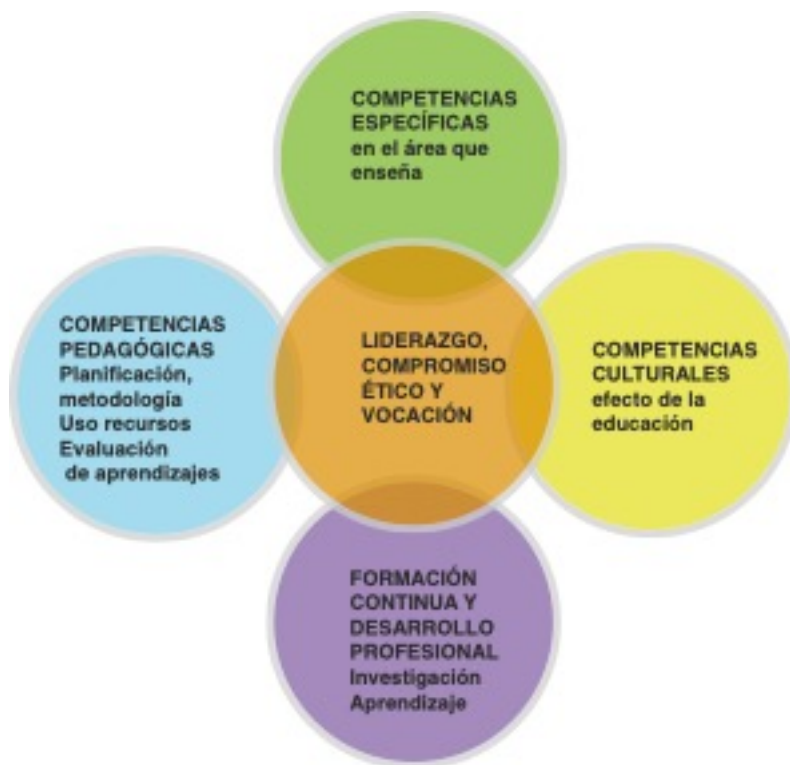 COMPETENCIAS
ESPECÍFICAS
en el área que
enseña
COMPETENCIAS
PEDAGÓGICAS
Planificación,
metodología
Uso recursos
Evaluación
de aprendizajes
LIDERAZGO,
COMPROMISO
ÉTICO Y
VOCACIÓN
COMPETENCIAS
CULTURALES
efecto de la
educación
FORMACIÓN
CONTINUA Y
DESARROLLO
PROFESIONAL
Investigación
Aprendizaje